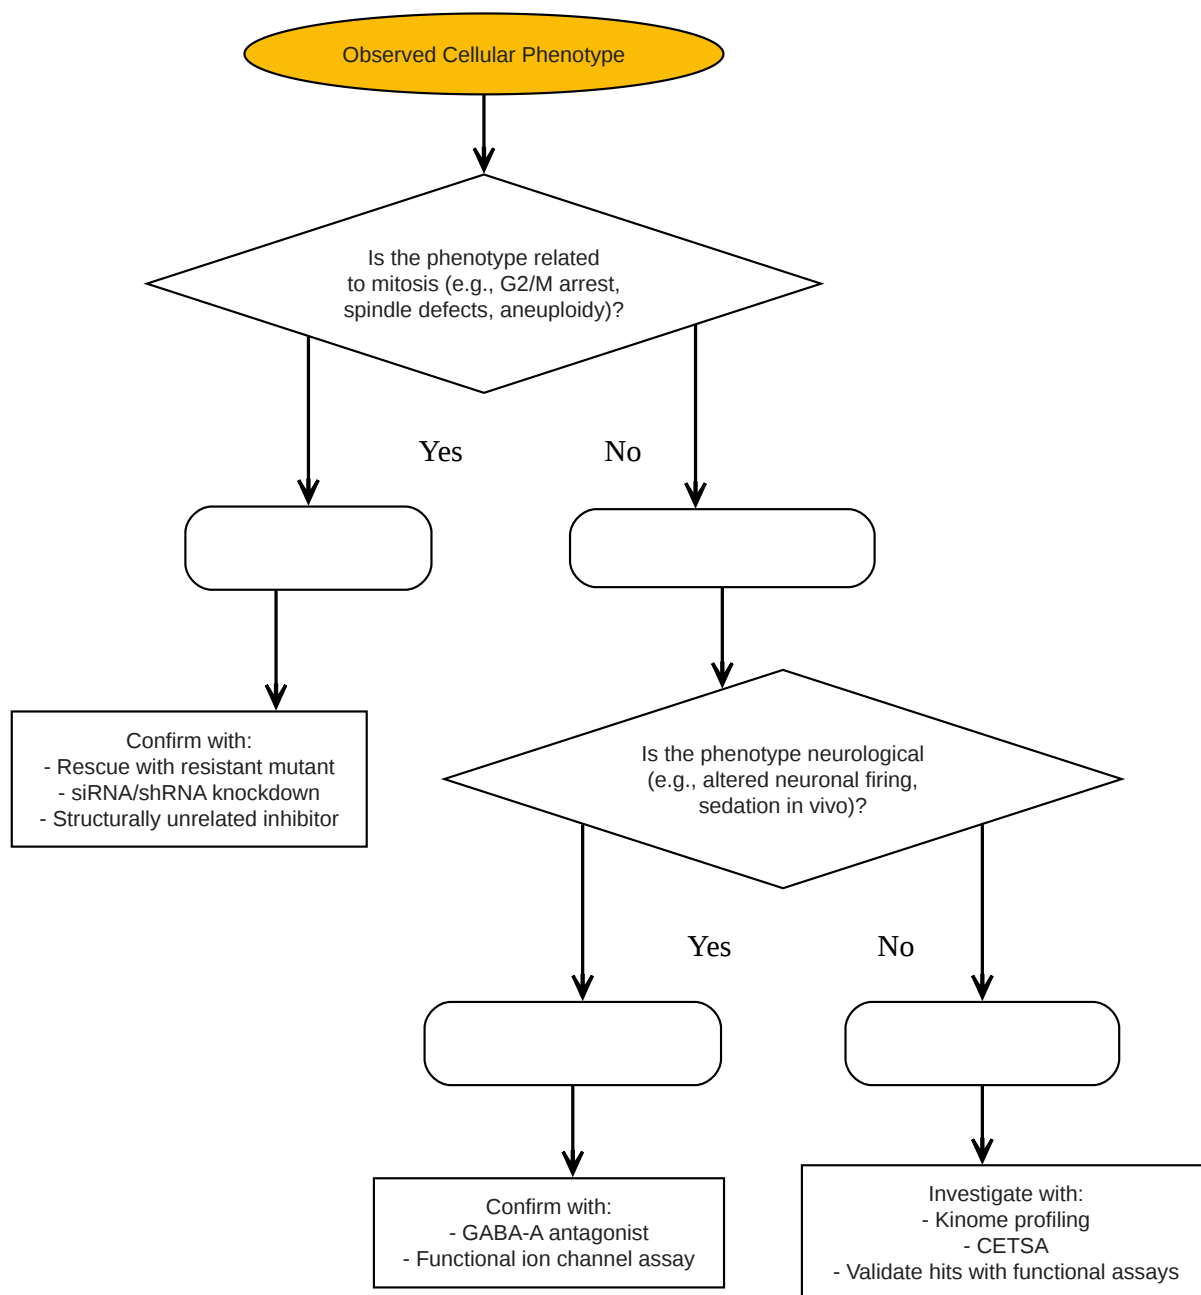 Observed Cellular Phenotype
Is the phenotype related
to mitosis (e.g., G2/M arrest,
spindle defects, aneuploidy)?
Yes
No
Confirm with:
- Rescue with resistant mutant
- siRNA/shRNA knockdown
- Structurally unrelated inhibitor
Is the phenotype neurological
(e.g., altered neuronal firing,
sedation in vivo)?
Yes
No
Confirm with:
- GABA-A antagonist
- Functional ion channel assay
Investigate with:
- Kinome profiling
- CETSA
- Validate hits with functional assays